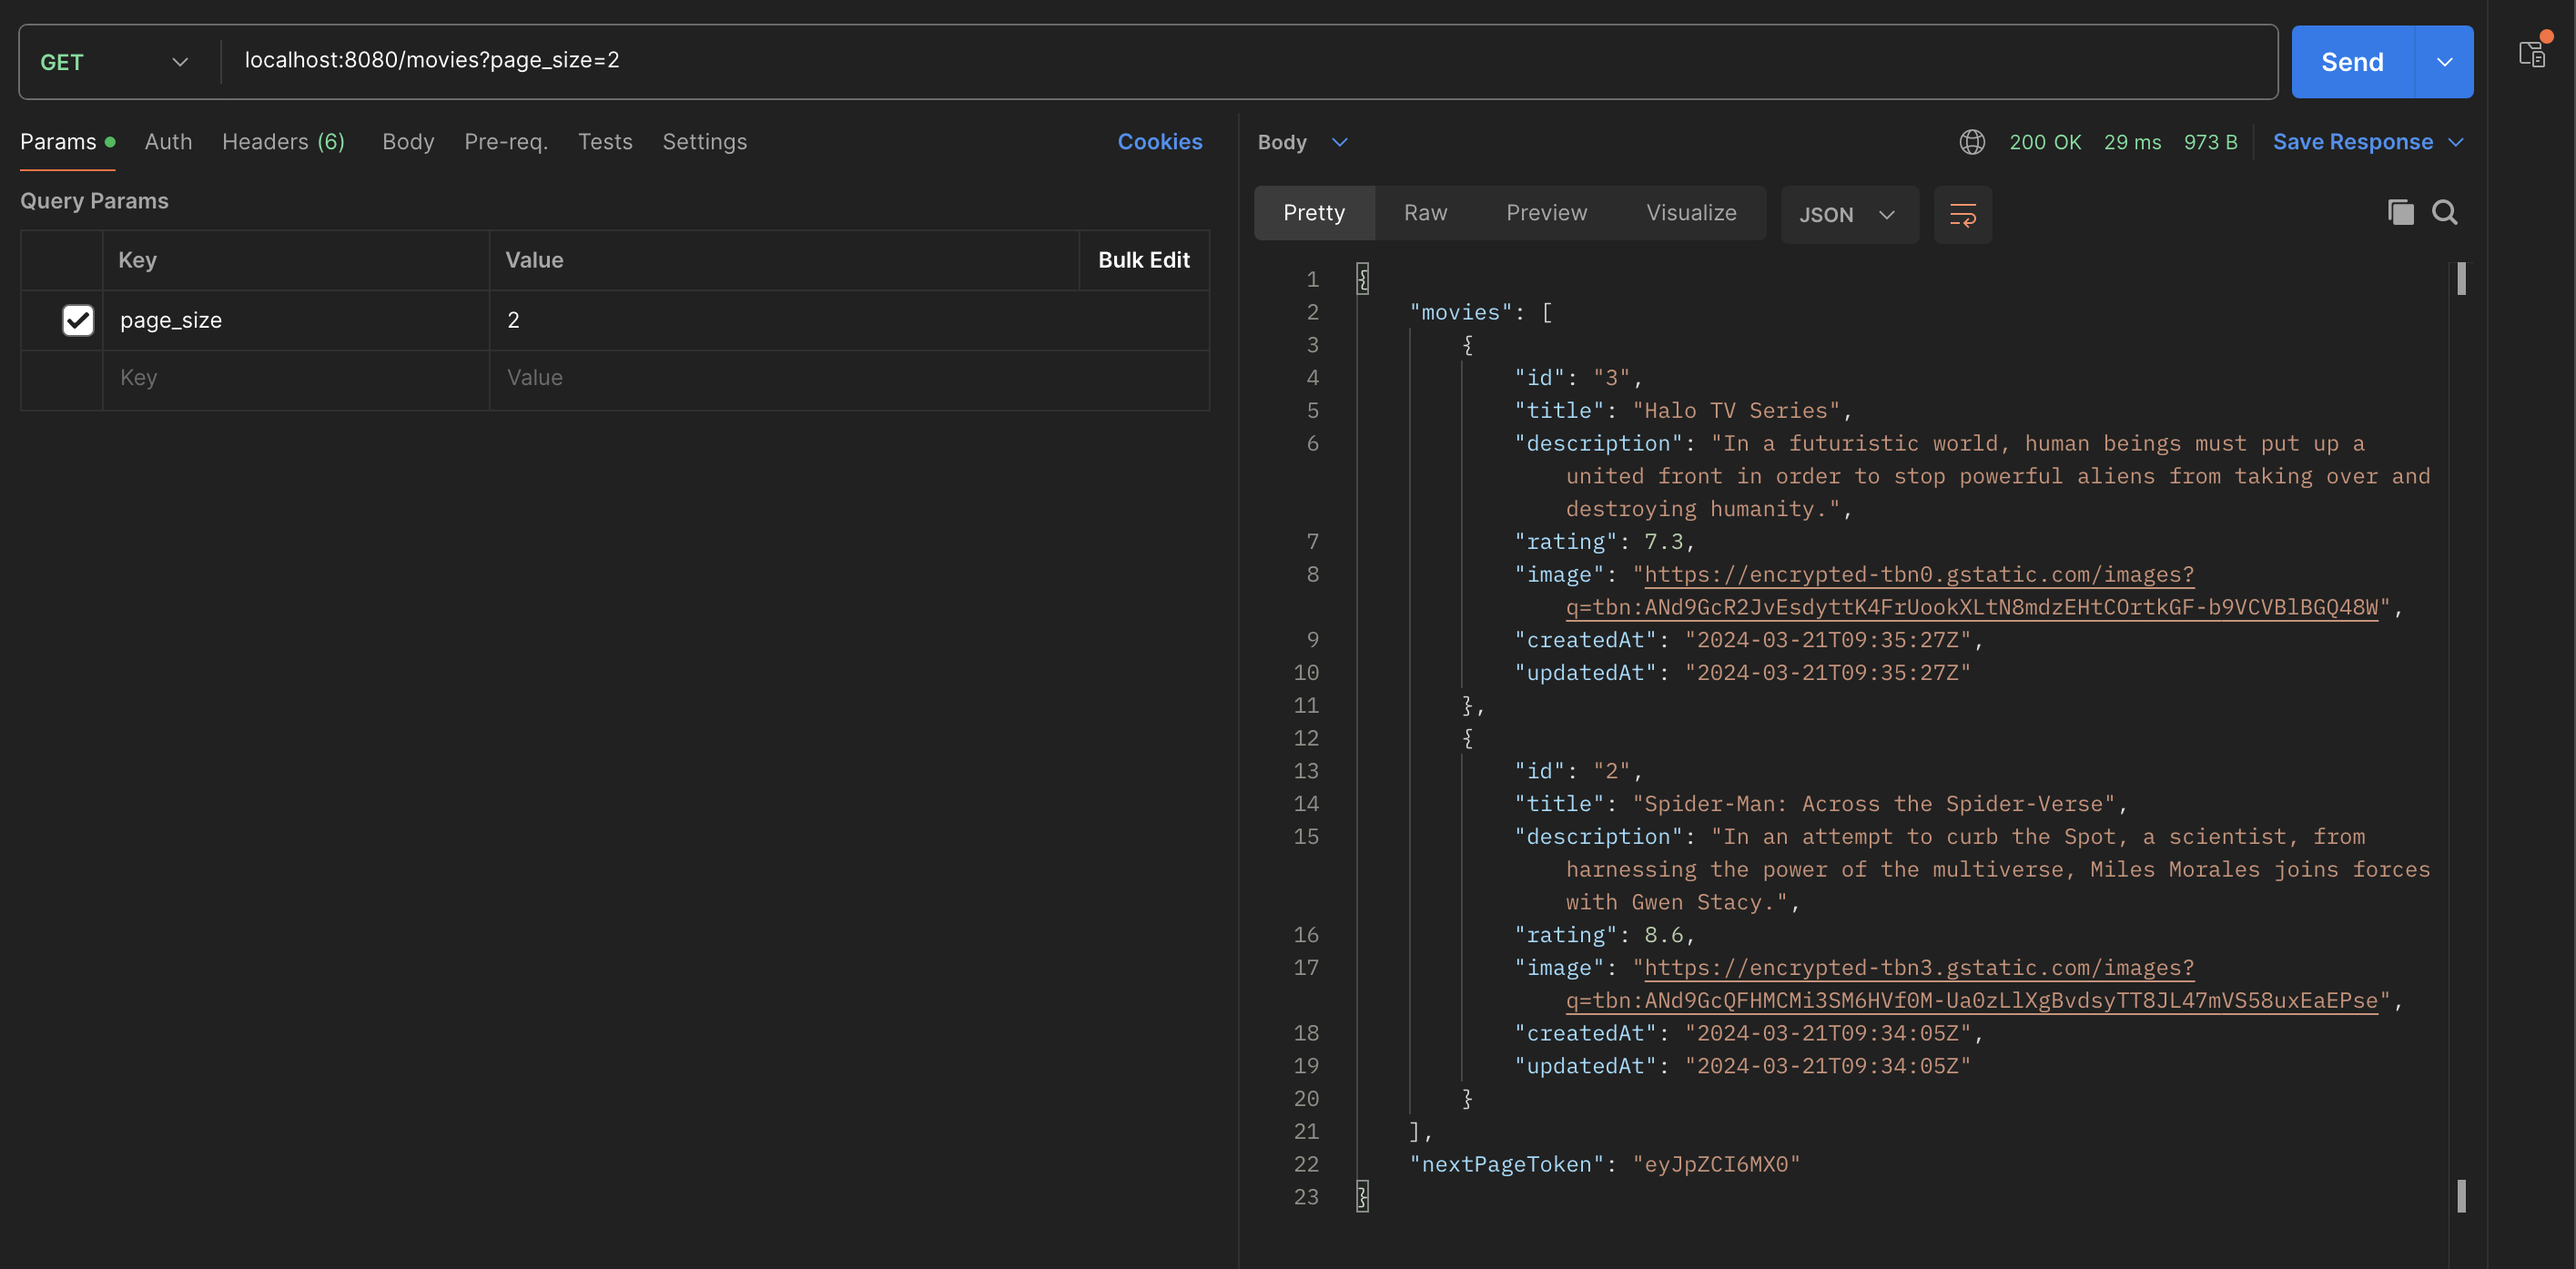 GET
localhost:8080/movies?page_size=2
Send
Params
Auth
Headers (6)
Body
Pre-req.
Tests
Settings
Cookies
Query Params
Key Value Bulk Edit
page_size 2
Key Value
Body
200 OK 29 ms 973 B Save Response
Pretty Raw Preview Visualize JSON
1 {
2 "movies": [
3 {
4 "id": "3",
5 "title": "Halo TV Series",
6 "description": "In a futuristic world, human beings must put up a
united front in order to stop powerful aliens from taking over and
destroying humanity.",
7 "rating": 7.3,
8 "image": "https://encrypted-tbn0.gstatic.com/images?
q=tbn:ANd9GcR2JvEsdyttK4FrUookXLtN8mdzEHtCOrtkGF-b9VCVBlBGQ48W",
9 "createdAt": "2024-03-21T09:35:27Z",
10 "updatedAt": "2024-03-21T09:35:27Z"
11 },
12 {
13 "id": "2",
14 "title": "Spider-Man: Across the Spider-Verse",
15 "description": "In an attempt to curb the Spot, a scientist, from
harnessing the power of the multiverse, Miles Morales joins forces
with Gwen Stacy.",
16 "rating": 8.6,
17 "image": "https://encrypted-tbn3.gstatic.com/images?
q=tbn:ANd9GcQFHMCMi3SM6HVf0M-Ua0zLlXgBvdsyTT8JL47mVS58uxEaEPse",
18 "createdAt": "2024-03-21T09:34:05Z",
19 "updatedAt": "2024-03-21T09:34:05Z"
20 }
21 ],
22 "nextPageToken": "eyJpZCI6MX0"
23 }